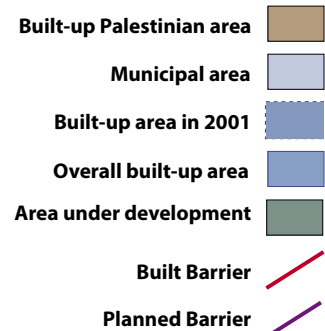 Built-up Palestinian area
Municipal area
Built-up area in 2001
Overall built-up area
Area under development
Built Barrier
Planned Barrier